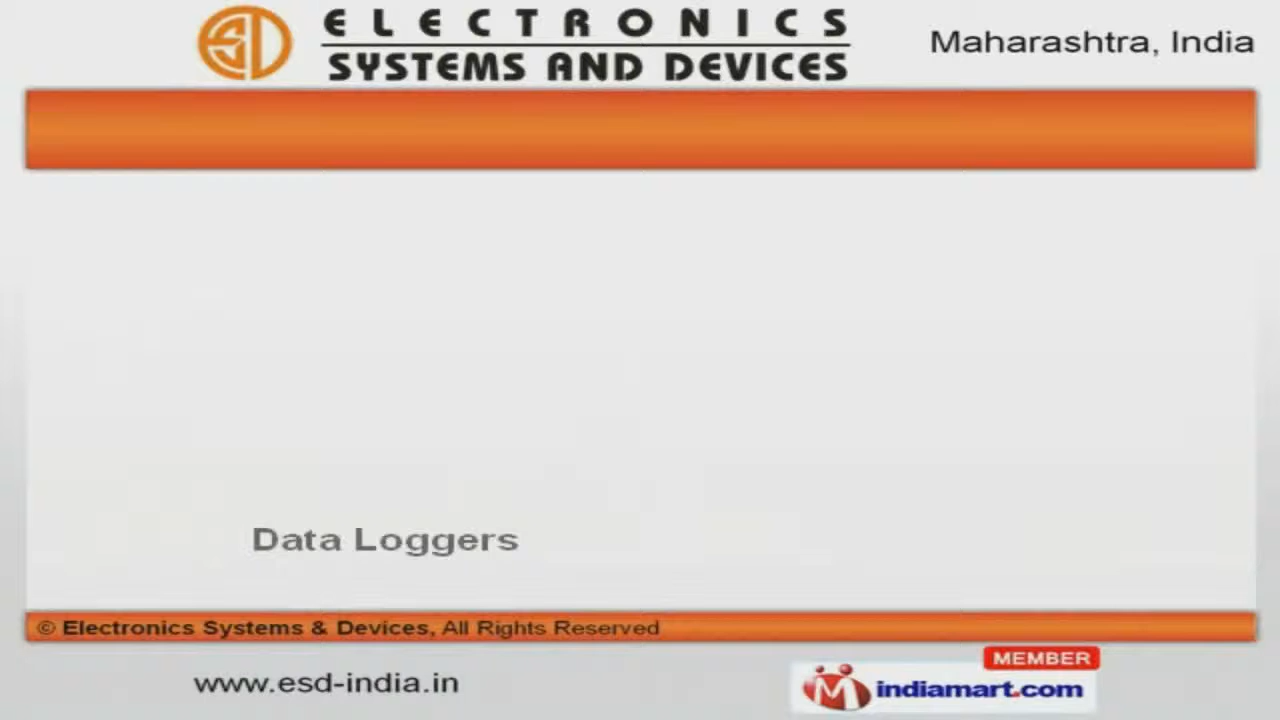 ESD
ELECTRONICS
SYSTEMS AND DEVICES
Maharashtra, India
Data Loggers
© Electronics Systems & Devices, All Rights Reserved
www.esd-india.in
MEMBER
indiamart.com